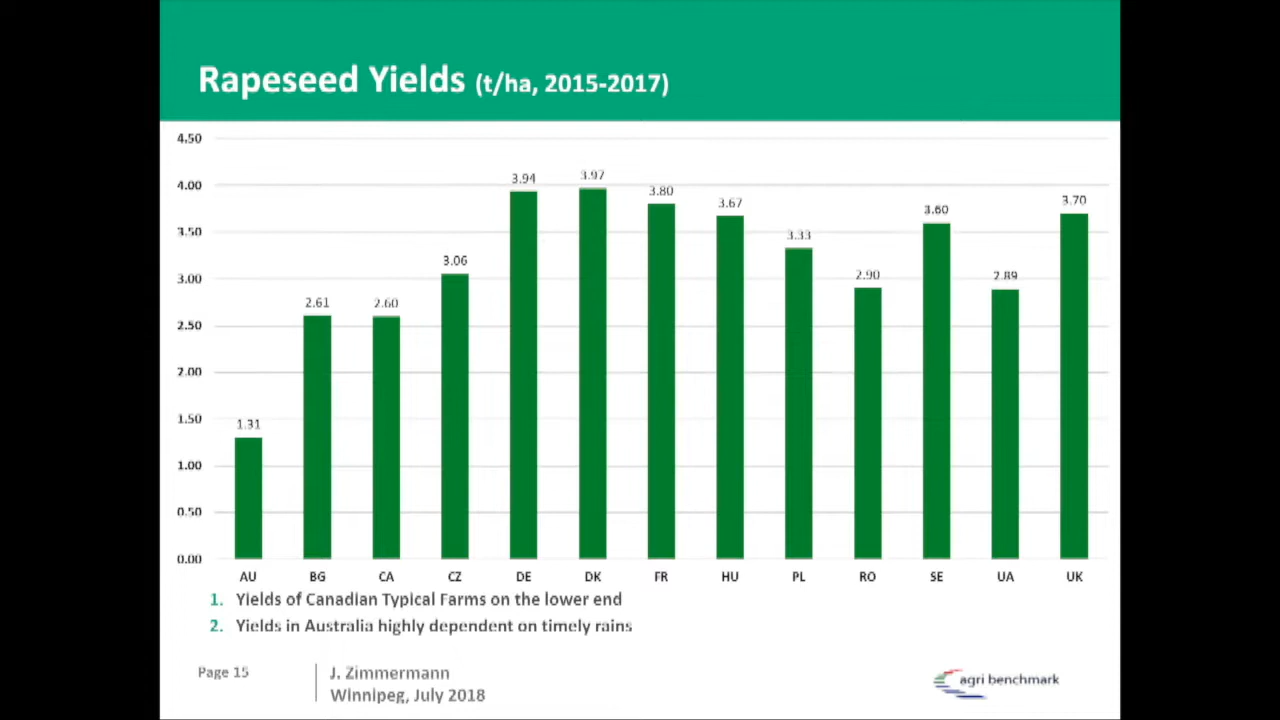 Rapeseed Yields (t/ha, 2015-2017)
4.50
4.00
3.50
3.00
2.50
2.00
1.50
1.00
0.50
0.00
1.31
2.61
2.60
3.06
3.94
3.97
3.80
3.67
3.33
2.90
3.60
2.89
3.70
AU BG CA CZ DE DK FR HU PL RO SE UA UK
1. Yields of Canadian Typical Farms on the lower end
2. Yields in Australia highly dependent on timely rains
Page 15
J. Zimmermann
Winnipeg, July 2018
agri benchmark